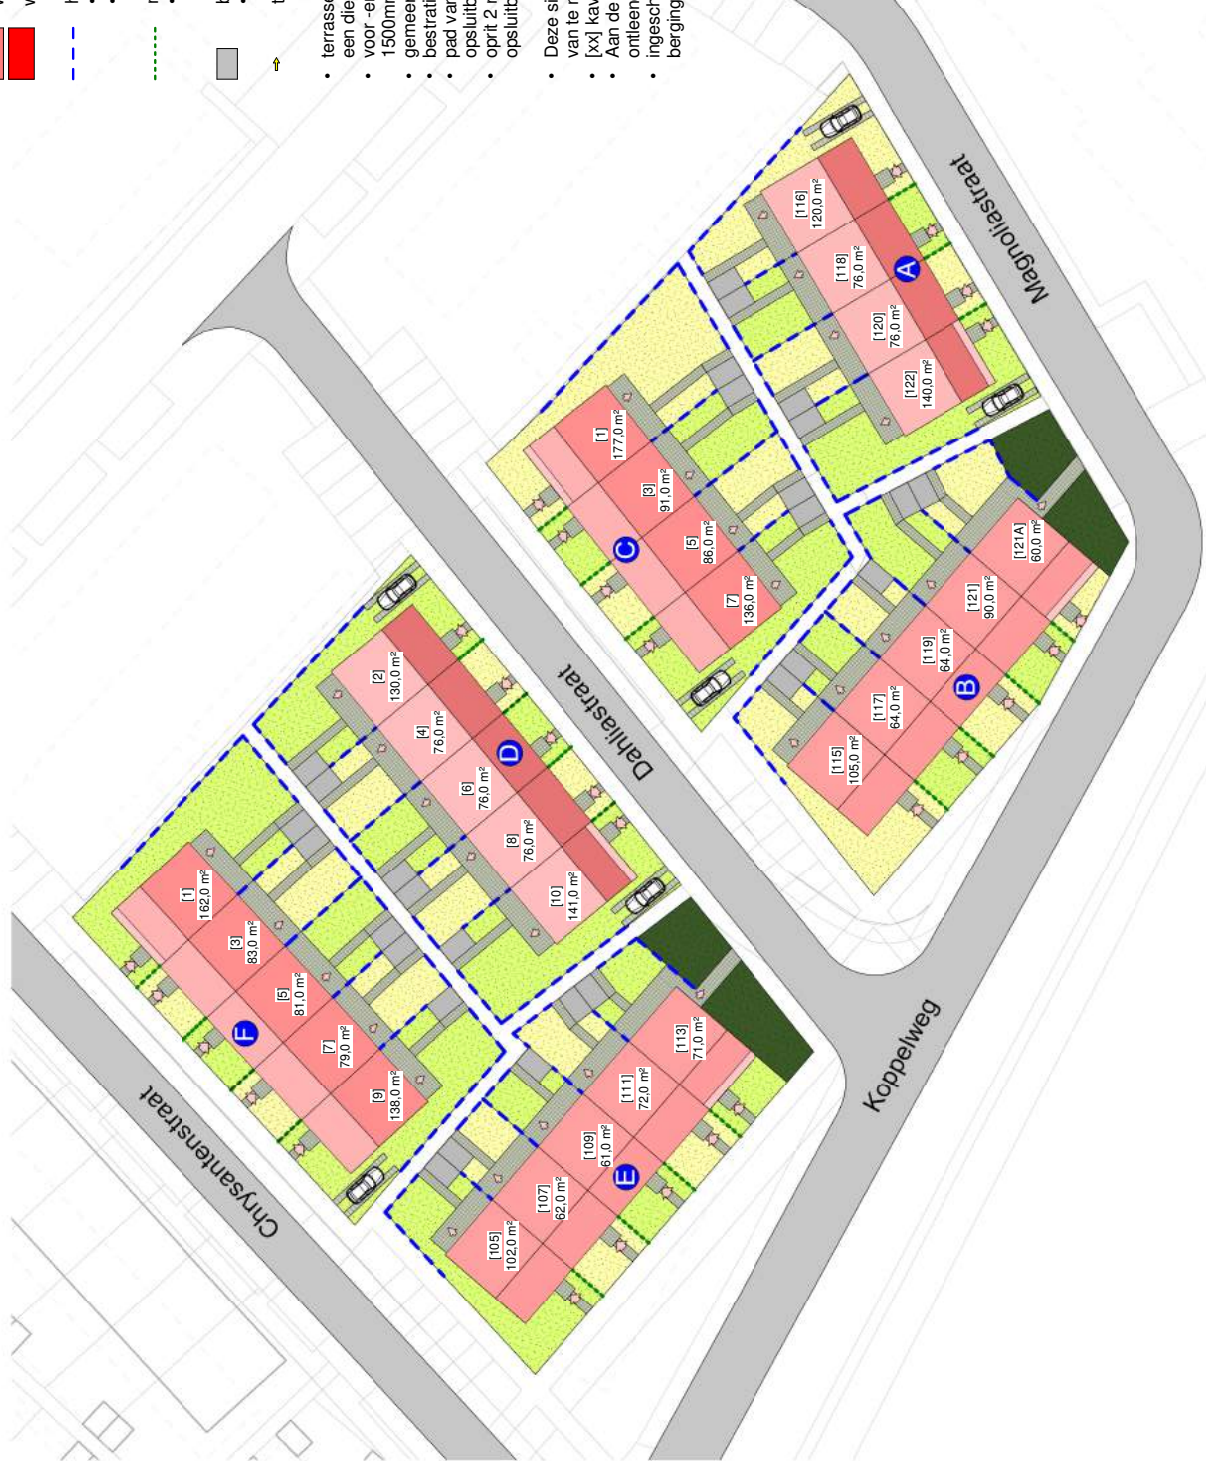 terrasse
een die
voor -er
1500mm
gemeen
bestrati
pad van
opsluitb
oprit 2 r
opsluitb
Deze si
van te r
[xx] kav
Aan de
ontleen
ingesch
berging
Chrysantenstraat
Dahliastraat
Magnoliastraat
Koppelweg
F
[1]
162,0 m²
[3]
83,0 m²
[5]
81,0 m²
[7]
79,0 m²
[9]
138,0 m²
D
[2]
130,0 m²
[4]
76,0 m²
[6]
76,0 m²
[8]
76,0 m²
[10]
141,0 m²
E
[105]
102,0 m²
[107]
62,0 m²
[109]
61,0 m²
[111]
72,0 m²
[113]
71,0 m²
C
[1]
177,0 m²
[3]
91,0 m²
[5]
86,0 m²
[7]
136,0 m²
A
[116]
120,0 m²
[118]
76,0 m²
[120]
76,0 m²
[122]
140,0 m²
B
[115]
105,0 m²
[117]
64,0 m²
[119]
64,0 m²
[121]
90,0 m²
[121A]
60,0 m²